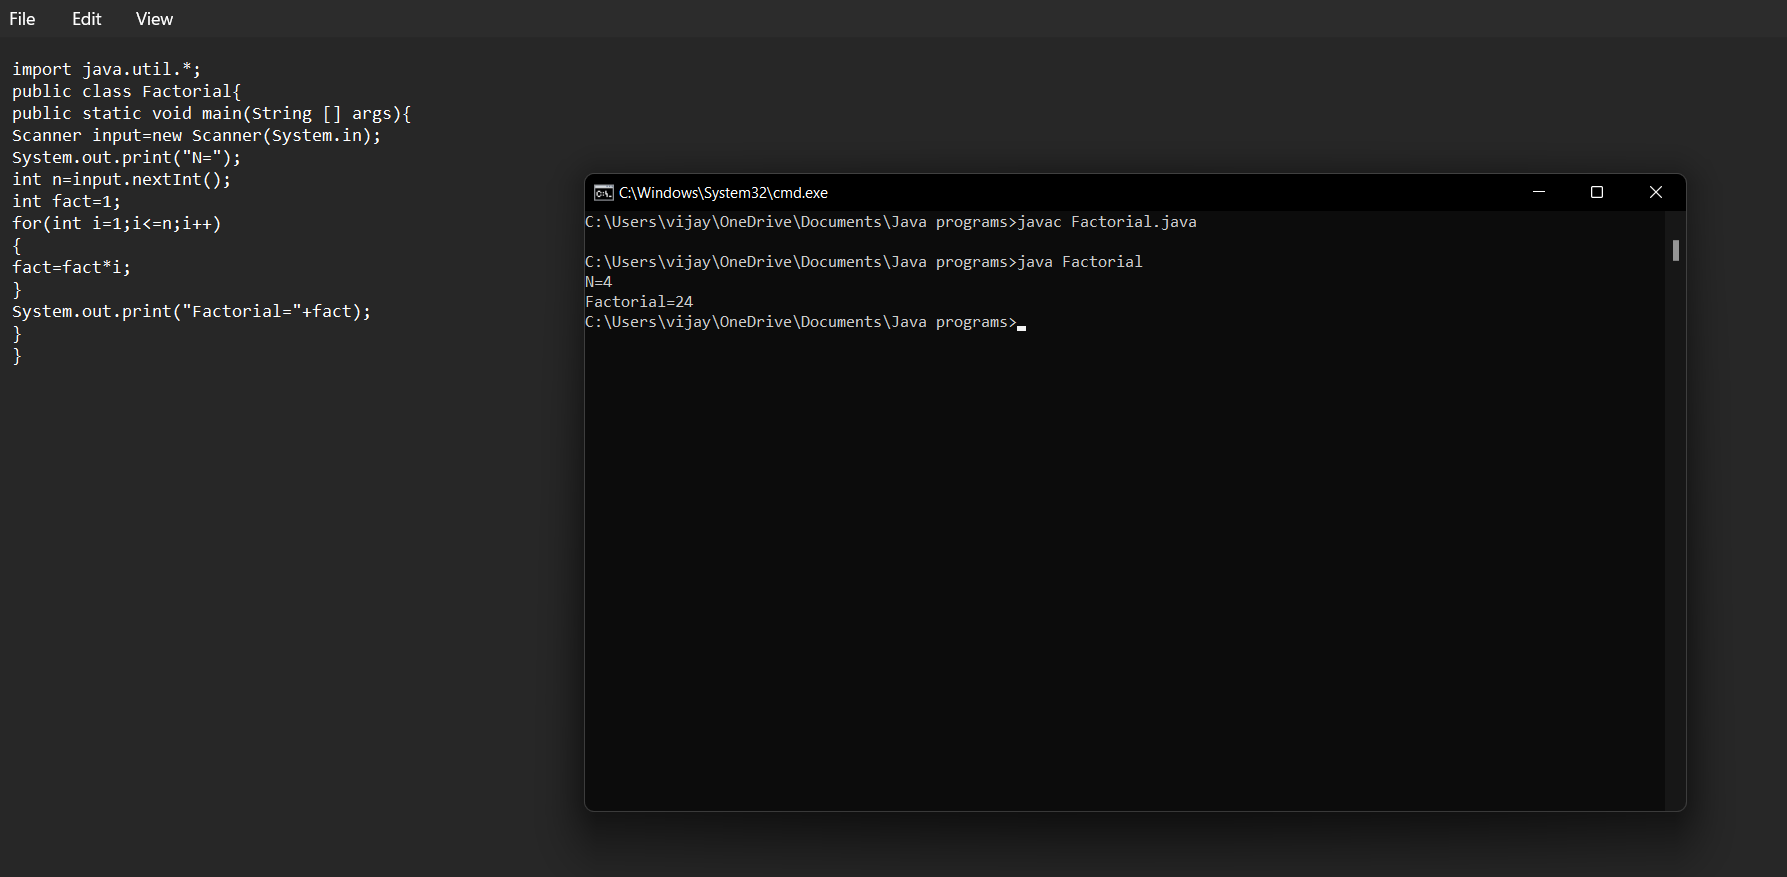 File Edit View
import java.util.*;
public class Factorial{
public static void main(String [] args){
Scanner input=new Scanner(System.in);
System.out.print("N=");
int n=input.nextInt();
int fact=1;
for(int i=1;i<=n;i++)
{
fact=fact*i;
}
System.out.print("Factorial="+fact);
}
}
C:\Windows\System32\cmd.exe
C:\Users\vijay\OneDrive\Documents\Java programs>javac Factorial.java
C:\Users\vijay\OneDrive\Documents\Java programs>java Factorial
N=4
Factorial=24
C:\Users\vijay\OneDrive\Documents\Java programs>